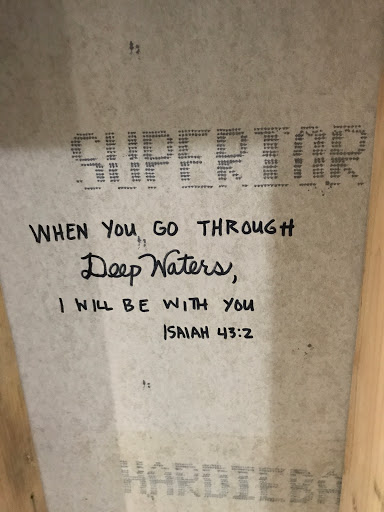 WHEN YOU GO THROUGH
Deep Waters,
I WILL BE WITH YOU
ISAIAH 43:2
HARDIEBA